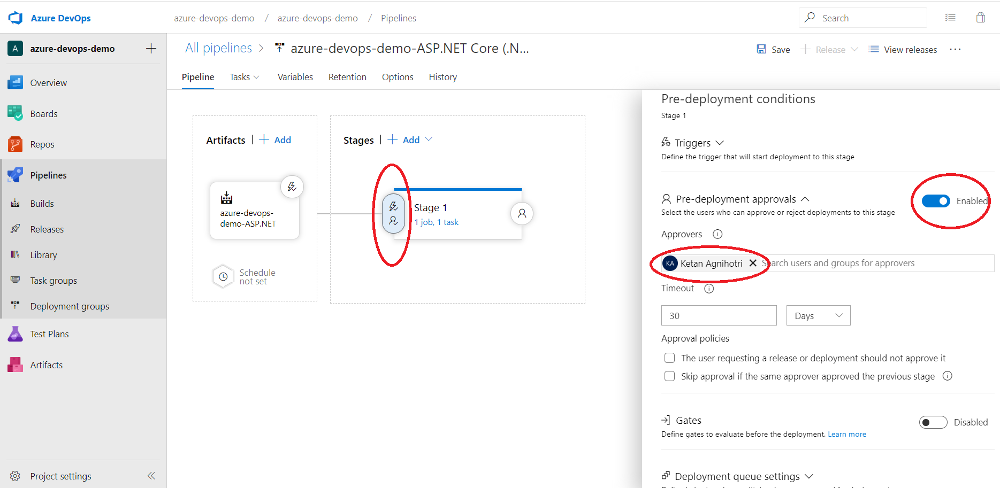 Azure DevOps
azure-devops-demo / azure-devops-demo / Pipelines
Search
A azure-devops-demo
Overview
Boards
Repos
Pipelines
Builds
Releases
Library
Task groups
Deployment groups
Test Plans
Artifacts
Project settings
All pipelines > azure-devops-demo-ASP.NET Core (.N...
Save
Release
View releases
...
Pipeline Tasks Variables Retention Options History
Artifacts | + Add
azure-devops-
demo-ASP.NET
Schedule
not set
Stages | + Add
Stage 1
1 job, 1 task
Pre-deployment conditions
Stage 1
Triggers
Define the trigger that will start deployment to this stage
Pre-deployment approvals
Enabled
Select the users who can approve or reject deployments to this stage
Approvers
KA Ketan Agnihotri Search users and groups for approvers
Timeout
30 Days
Approval policies
The user requesting a release or deployment should not approve it
Skip approval if the same approver approved the previous stage
Gates
Disabled
Define gates to evaluate before the deployment. Learn more
Deployment queue settings